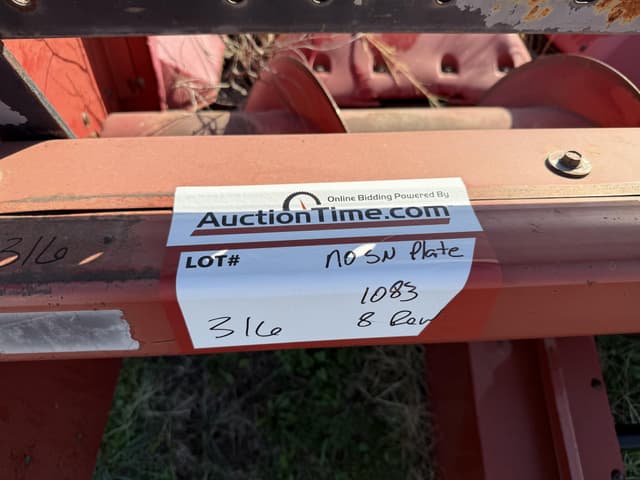 Online Bidding Powered By
AuctionTime.com
LOT# no SN Plate
1083
316 8 Row
316